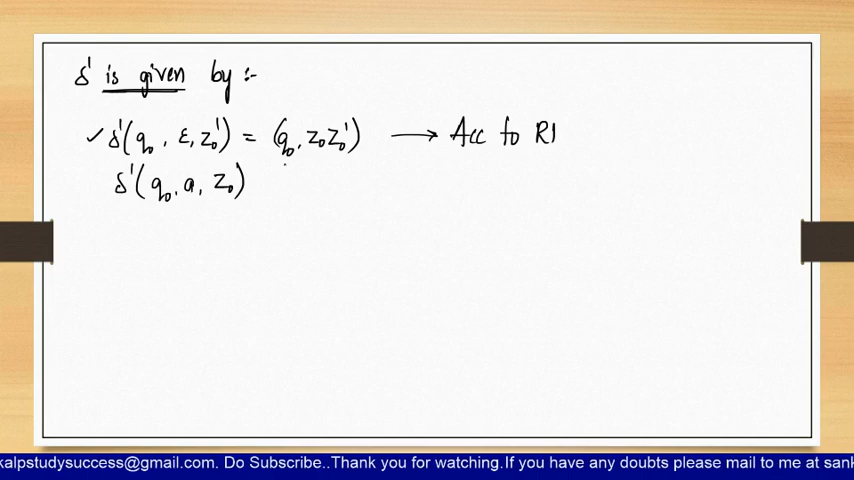 δ' is given by :-
✓ δ'(q₀, ε, z₀') = (q₀, z₀z₀') → Acc to R1
δ'(q₀, a, z₀)
kalpstudysuccess@gmail.com. Do Subscribe..Thank you for watching.If you have any doubts please mail to me at sank